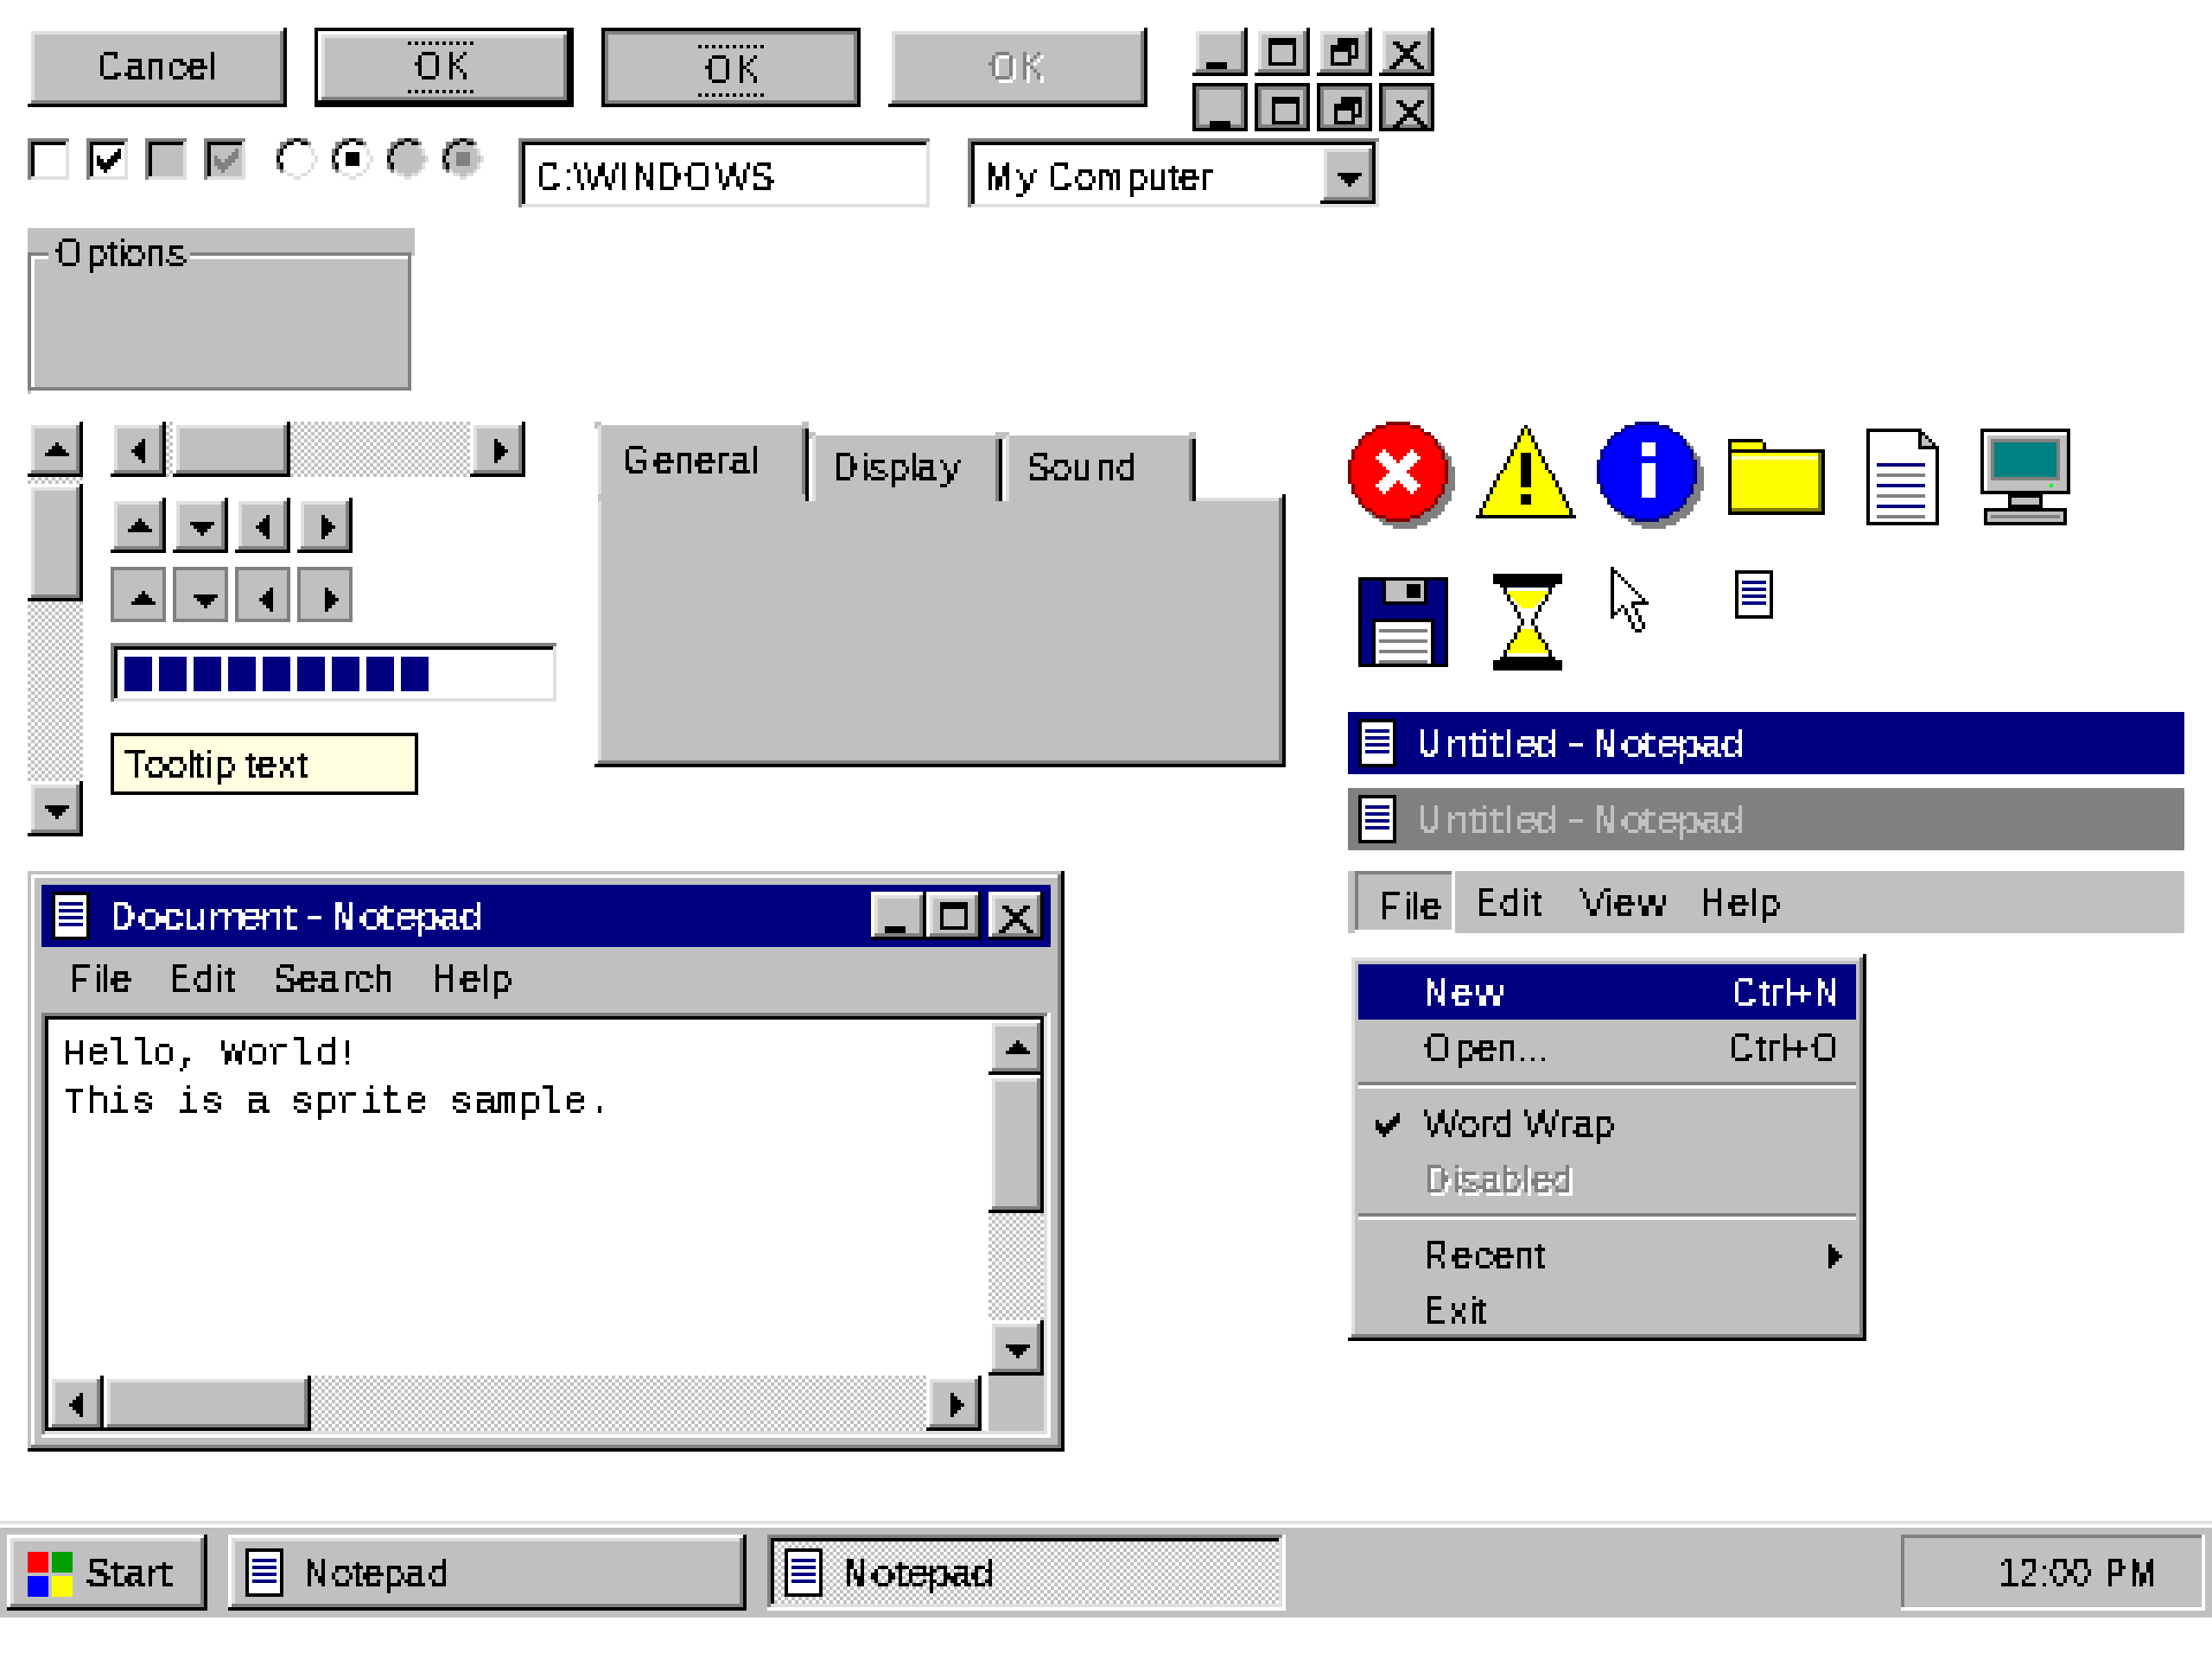 Cancel
OK
OK
OK
C:\WINDOWS
My Computer
Options
General
Display
Sound
Tooltip text
Untitled - Notepad
Untitled - Notepad
File Edit View Help
Document - Notepad
File Edit Search Help
Hello, World!
This is a sprite sample.
New Ctrl+N
Open... Ctrl+O
Word Wrap
Disabled
Recent
Exit
Start
Notepad
Notepad
12:00 PM